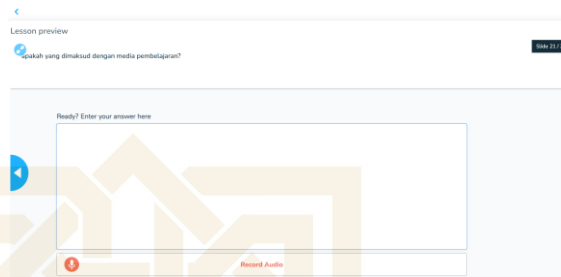 Lesson preview
apakah yang dimaksud dengan media pembelajaran?
Slide 21/
Ready? Enter your answer here
Record Audio